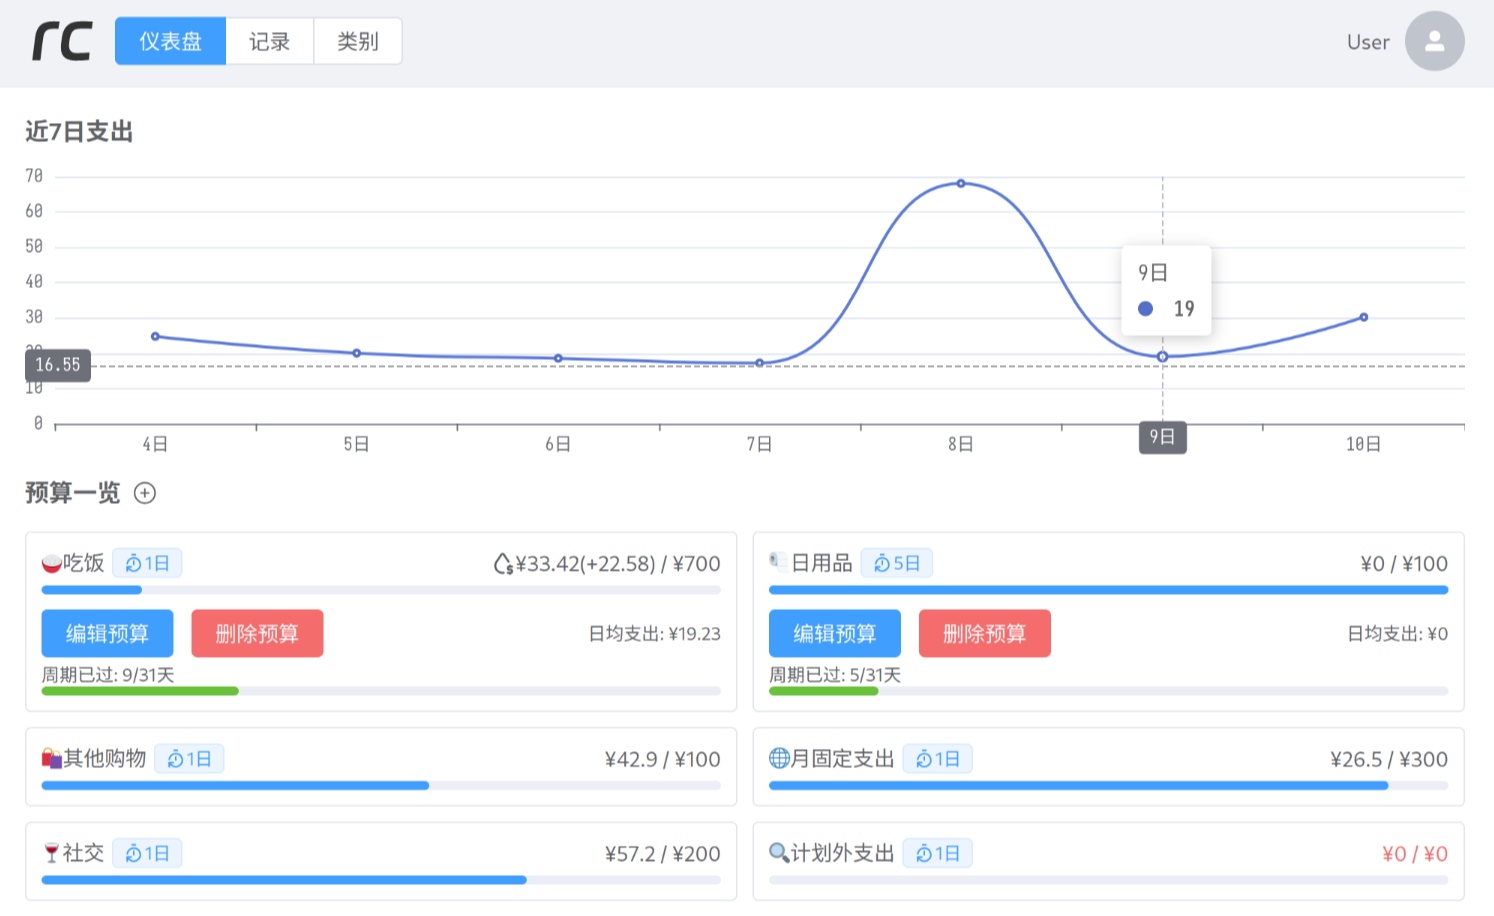 rc 仪表盘 记录 类别 User
近7日支出
70
60
50
40
30
16.55
10
0
9日
19
4日 5日 6日 7日 8日 9日 10日
预算一览
吃饭 1日 ¥33.42(+22.58) / ¥700
编辑预算 删除预算 日均支出: ¥19.23
周期已过: 9/31天
日用品 5日 ¥0 / ¥100
编辑预算 删除预算 日均支出: ¥0
周期已过: 5/31天
其他购物 1日 ¥42.9 / ¥100
月固定支出 1日 ¥26.5 / ¥300
社交 1日 ¥57.2 / ¥200
计划外支出 1日 ¥0 / ¥0